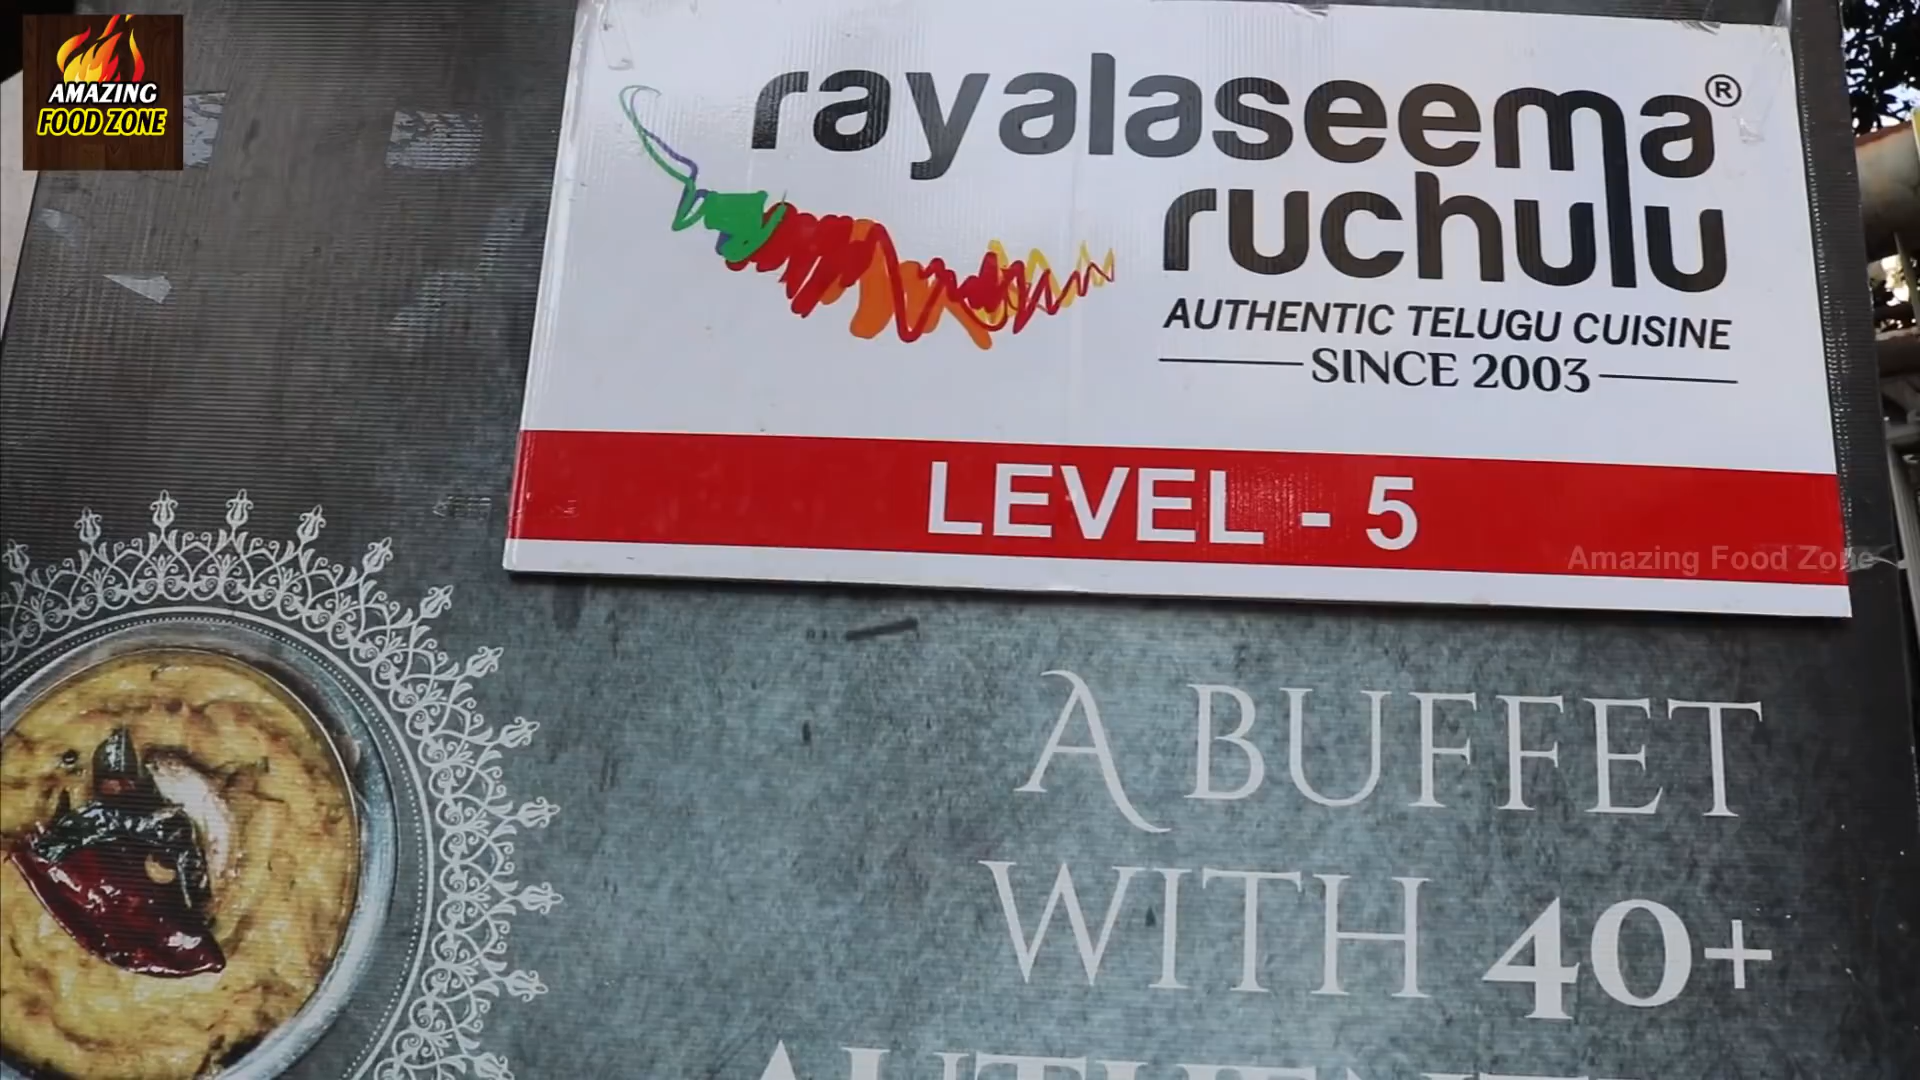 AMAZING
FOOD ZONE
rayalaseema®
ruchulu
AUTHENTIC TELUGU CUISINE
SINCE 2003
LEVEL - 5
Amazing Food Zone
A BUFFET
WITH 40+